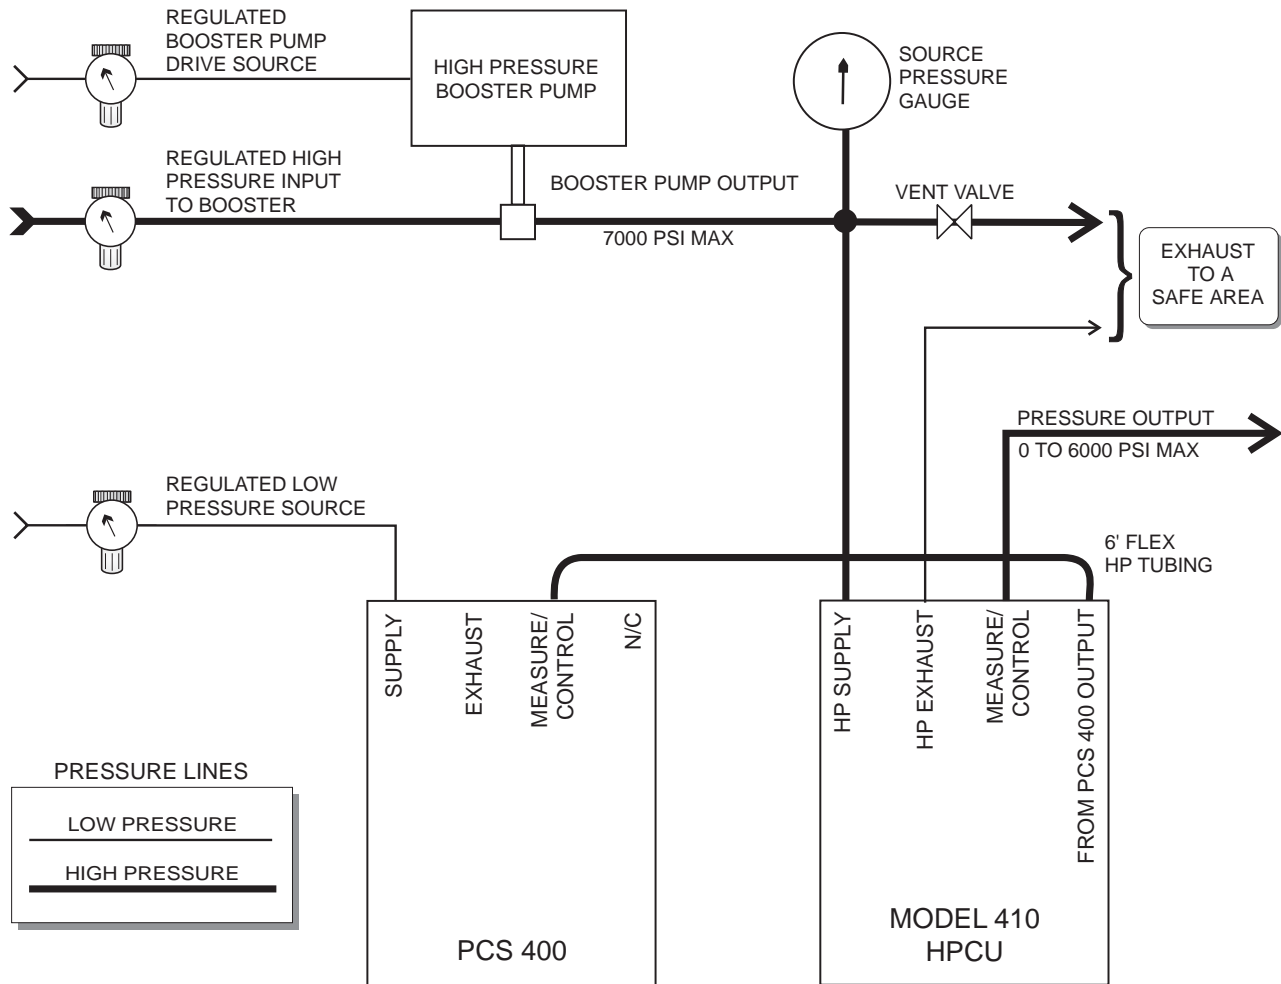 REGULATED
BOOSTER PUMP
DRIVE SOURCE
HIGH PRESSURE
BOOSTER PUMP
SOURCE
PRESSURE
GAUGE
REGULATED HIGH
PRESSURE INPUT
TO BOOSTER
BOOSTER PUMP OUTPUT
7000 PSI MAX
VENT VALVE
EXHAUST
TO A
SAFE AREA
PRESSURE OUTPUT
0 TO 6000 PSI MAX
REGULATED LOW
PRESSURE SOURCE
6' FLEX
HP TUBING
SUPPLY
EXHAUST
MEASURE/
CONTROL
N/C
HP SUPPLY
HP EXHAUST
MEASURE/
CONTROL
FROM PCS 400 OUTPUT
PRESSURE LINES
LOW PRESSURE
HIGH PRESSURE
PCS 400
MODEL 410
HPCU